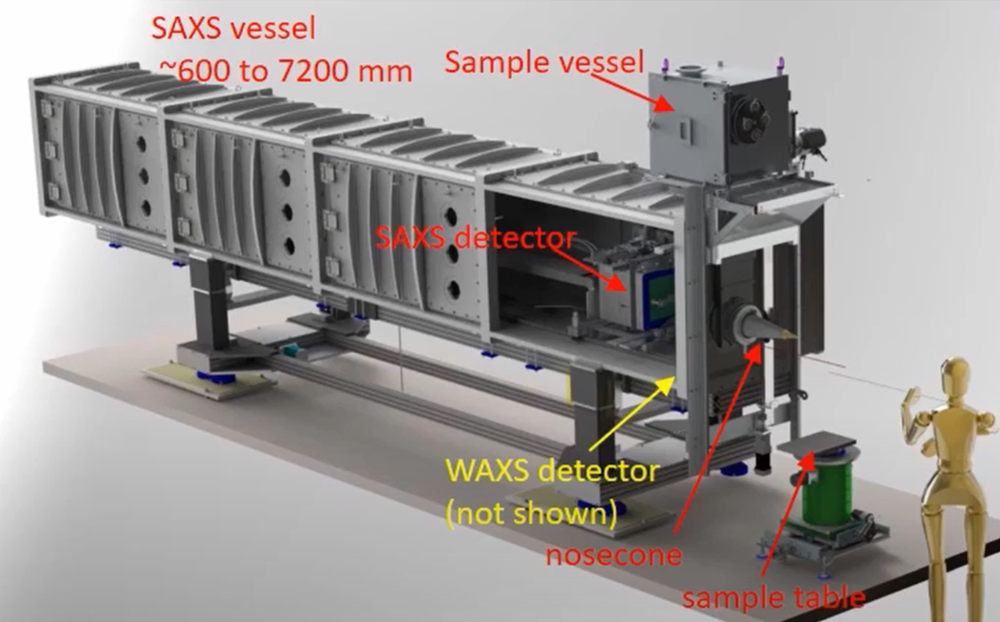 SAXS vessel
~600 to 7200 mm
Sample vessel
SAXS detector
WAXS detector
(not shown)
nosecone
sample table